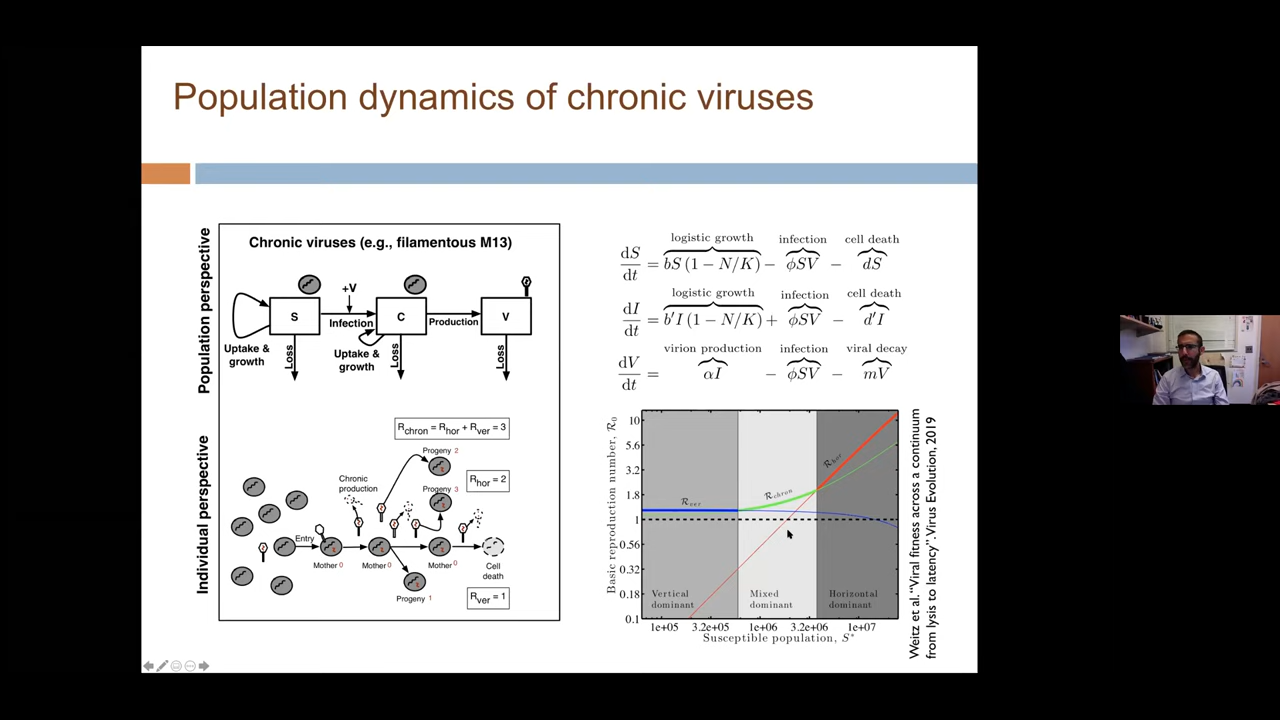 Population dynamics of chronic viruses
Population perspective
Chronic viruses (e.g., filamentous M13)
+V
S
C
V
Infection
Production
Uptake &
growth
Loss
Uptake &
growth
Loss
Loss
Individual perspective
R_chron = R_hor + R_ver = 3
Progeny 2
R_hor = 2
Chronic
production
Progeny 3
Entry
Mother 0
Mother 0
Mother 0
Cell
death
Progeny 1
R_ver = 1
logistic growth infection cell death
dS/dt = bS (1 − N/K) − ϕSV − dS
logistic growth infection cell death
dI/dt = b′I (1 − N/K) + ϕSV − d′I
virion production infection viral decay
dV/dt = αI − ϕSV − mV
Basic reproduction number, R₀
10
5.6
3.2
1.8
1
0.56
0.32
0.18
0.1
R_ver
R_chron
R_hor
Vertical
dominant
Mixed
dominant
Horizontal
dominant
1e+05 3.2e+05 1e+06 3.2e+06 1e+07
Susceptible population, S*
Weitz et al. "Viral fitness across a continuum
from lysis to latency". Virus Evolution, 2019